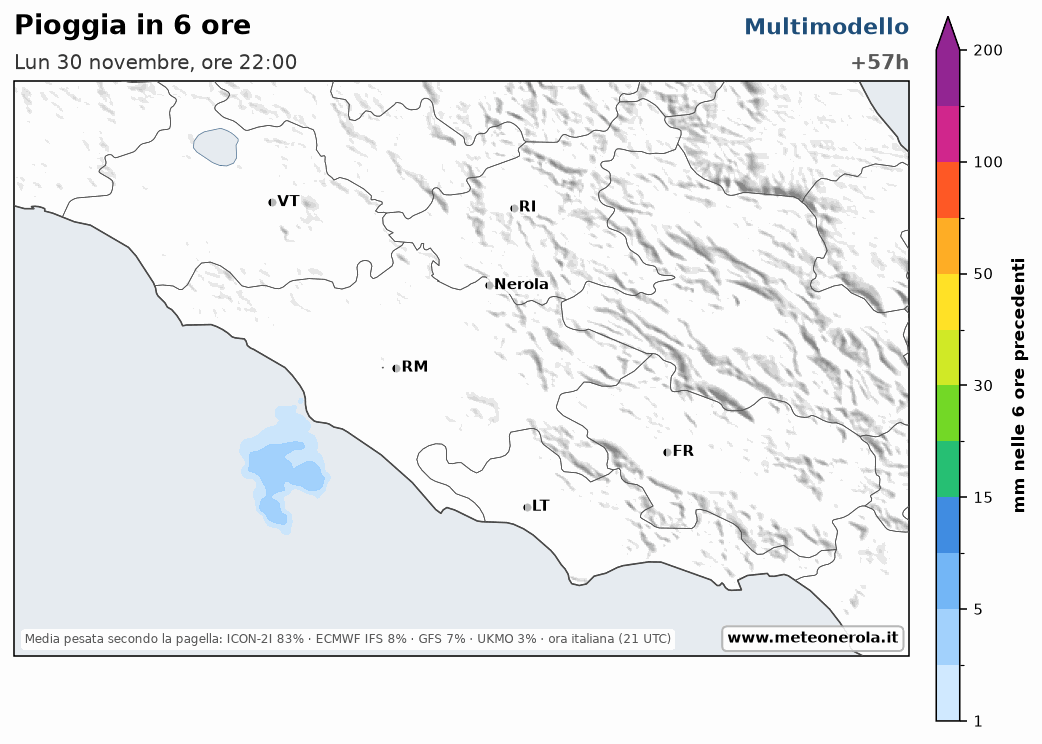 Pioggia in 6 ore
Multimodello
Lun 30 novembre, ore 22:00
+57h
VT
RI
Nerola
RM
FR
LT
Media pesata secondo la pagella: ICON-2I 83% · ECMWF IFS 8% · GFS 7% · UKMO 3% · ora italiana (21 UTC)
www.meteonerola.it
200
100
50
30
15
5
1
mm nelle 6 ore precedenti